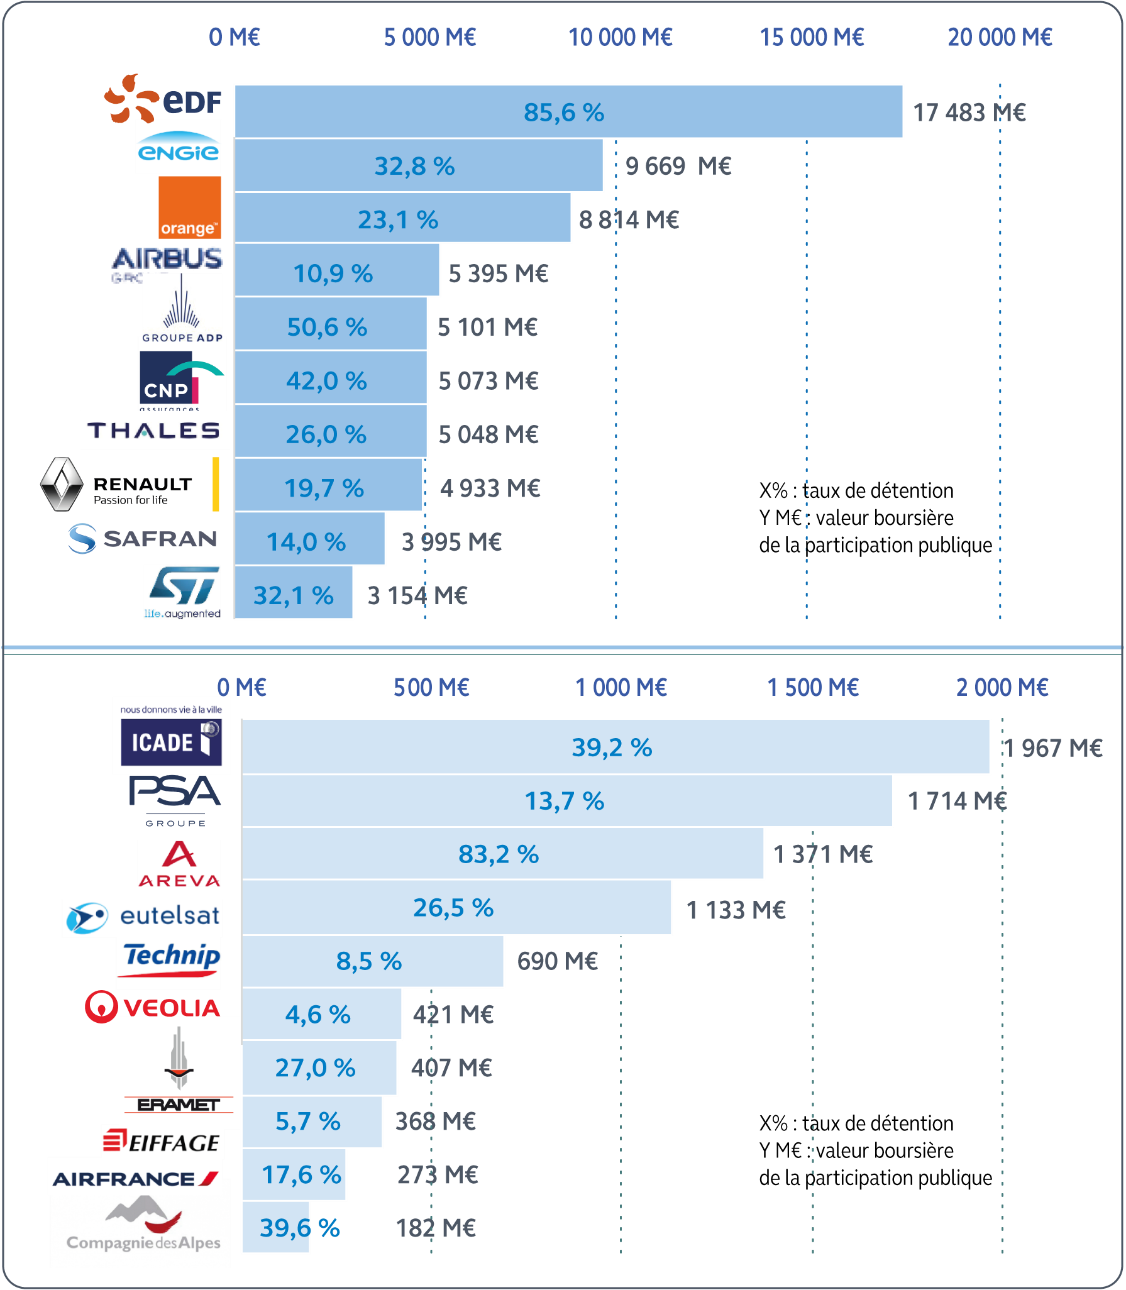 0 M€ 5 000 M€ 10 000 M€ 15 000 M€ 20 000 M€
eDF 85,6 % 17 483 M€
ENGIE 32,8 % 9 669 M€
orange™ 23,1 % 8 814 M€
AIRBUS 10,9 % 5 395 M€
GROUPE ADP 50,6 % 5 101 M€
CNP 42,0 % 5 073 M€
assurances
THALES 26,0 % 5 048 M€
RENAULT 19,7 % 4 933 M€
Passion for life
X% : taux de détention
Y M€ : valeur boursière
de la participation publique
SAFRAN 14,0 % 3 995 M€
ST 32,1 % 3 154 M€
life.augmented
0 M€ 500 M€ 1 000 M€ 1 500 M€ 2 000 M€
nous donnons vie à la ville
ICADE 39,2 % 1 967 M€
PSA 13,7 % 1 714 M€
GROUPE
AREVA 83,2 % 1 371 M€
eutelsat 26,5 % 1 133 M€
Technip 8,5 % 690 M€
VEOLIA 4,6 % 421 M€
ERAMET 27,0 % 407 M€
EIFFAGE 5,7 % 368 M€
X% : taux de détention
Y M€ : valeur boursière
de la participation publique
AIRFRANCE 17,6 % 273 M€
Compagnie des Alpes 39,6 % 182 M€